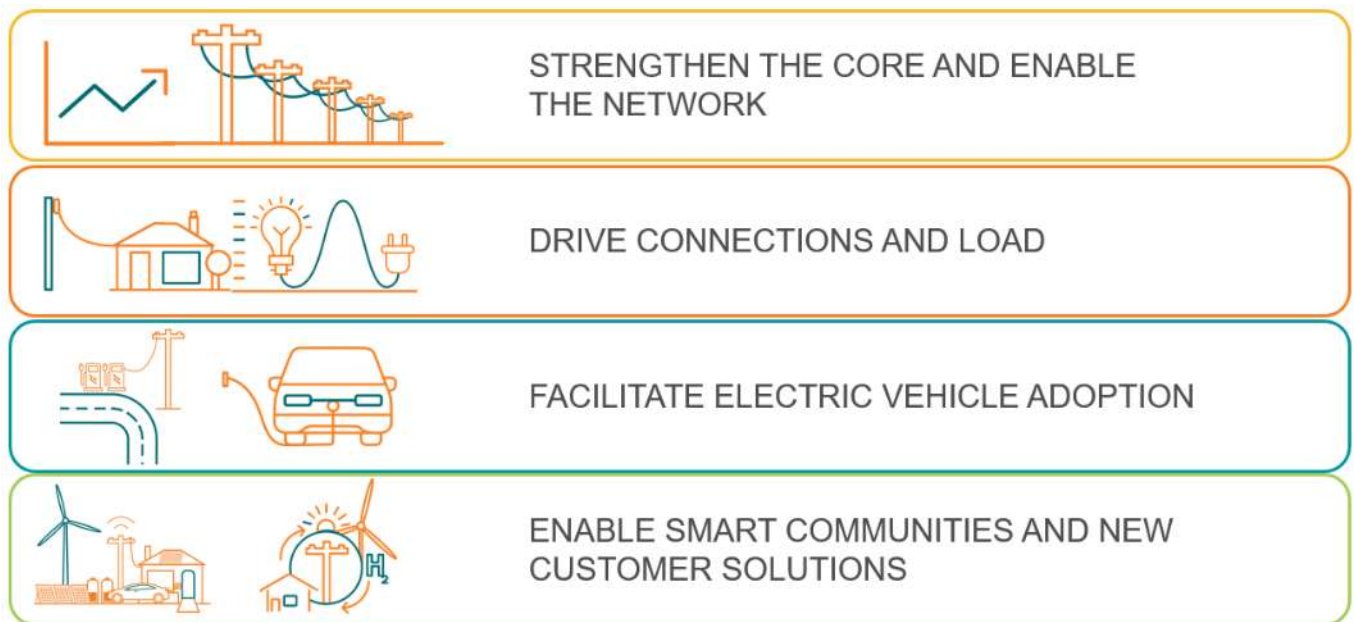 STRENGTHEN THE CORE AND ENABLE
THE NETWORK
DRIVE CONNECTIONS AND LOAD
FACILITATE ELECTRIC VEHICLE ADOPTION
ENABLE SMART COMMUNITIES AND NEW
CUSTOMER SOLUTIONS
H₂